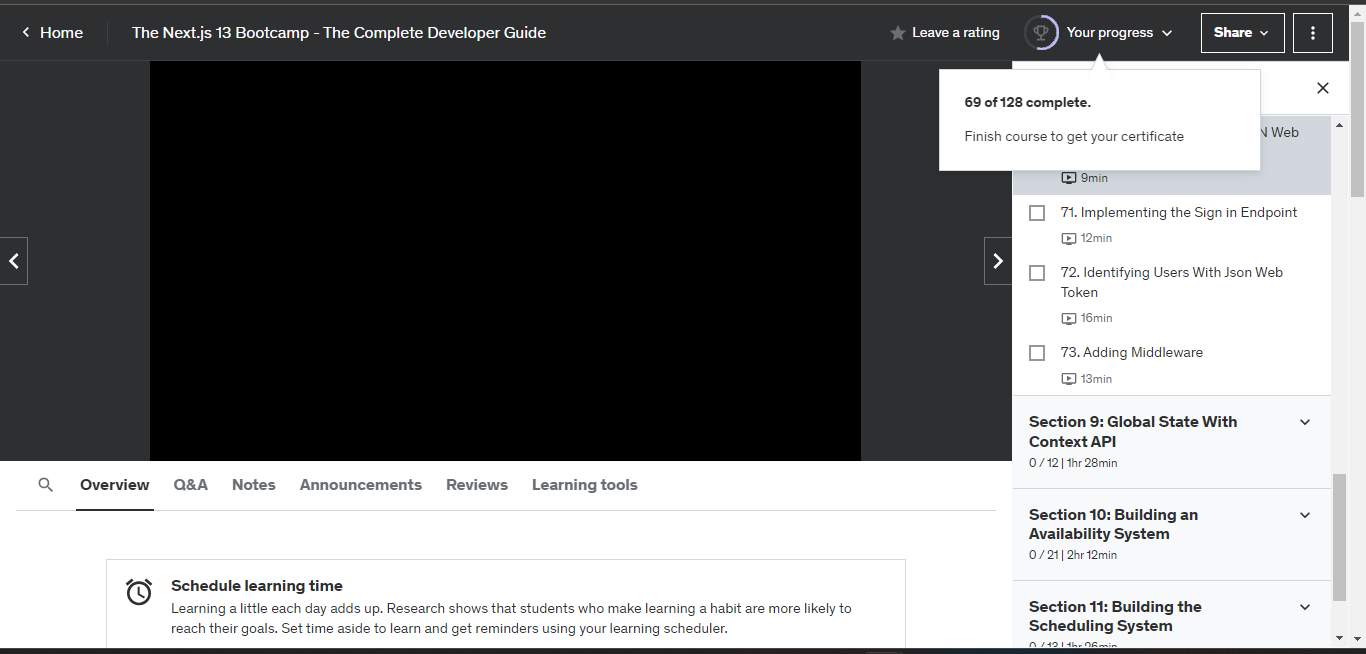 Home
The Next.js 13 Bootcamp - The Complete Developer Guide
Leave a rating
Your progress
Share
69 of 128 complete.
Finish course to get your certificate
Web
9min
71. Implementing the Sign in Endpoint
12min
72. Identifying Users With Json Web
Token
16min
73. Adding Middleware
13min
Section 9: Global State With
Context API
0 / 12 | 1hr 28min
Section 10: Building an
Availability System
0 / 21 | 2hr 12min
Section 11: Building the
Scheduling System
0 / 13 | 1hr 26min
Overview
Q&A
Notes
Announcements
Reviews
Learning tools
Schedule learning time
Learning a little each day adds up. Research shows that students who make learning a habit are more likely to
reach their goals. Set time aside to learn and get reminders using your learning scheduler.